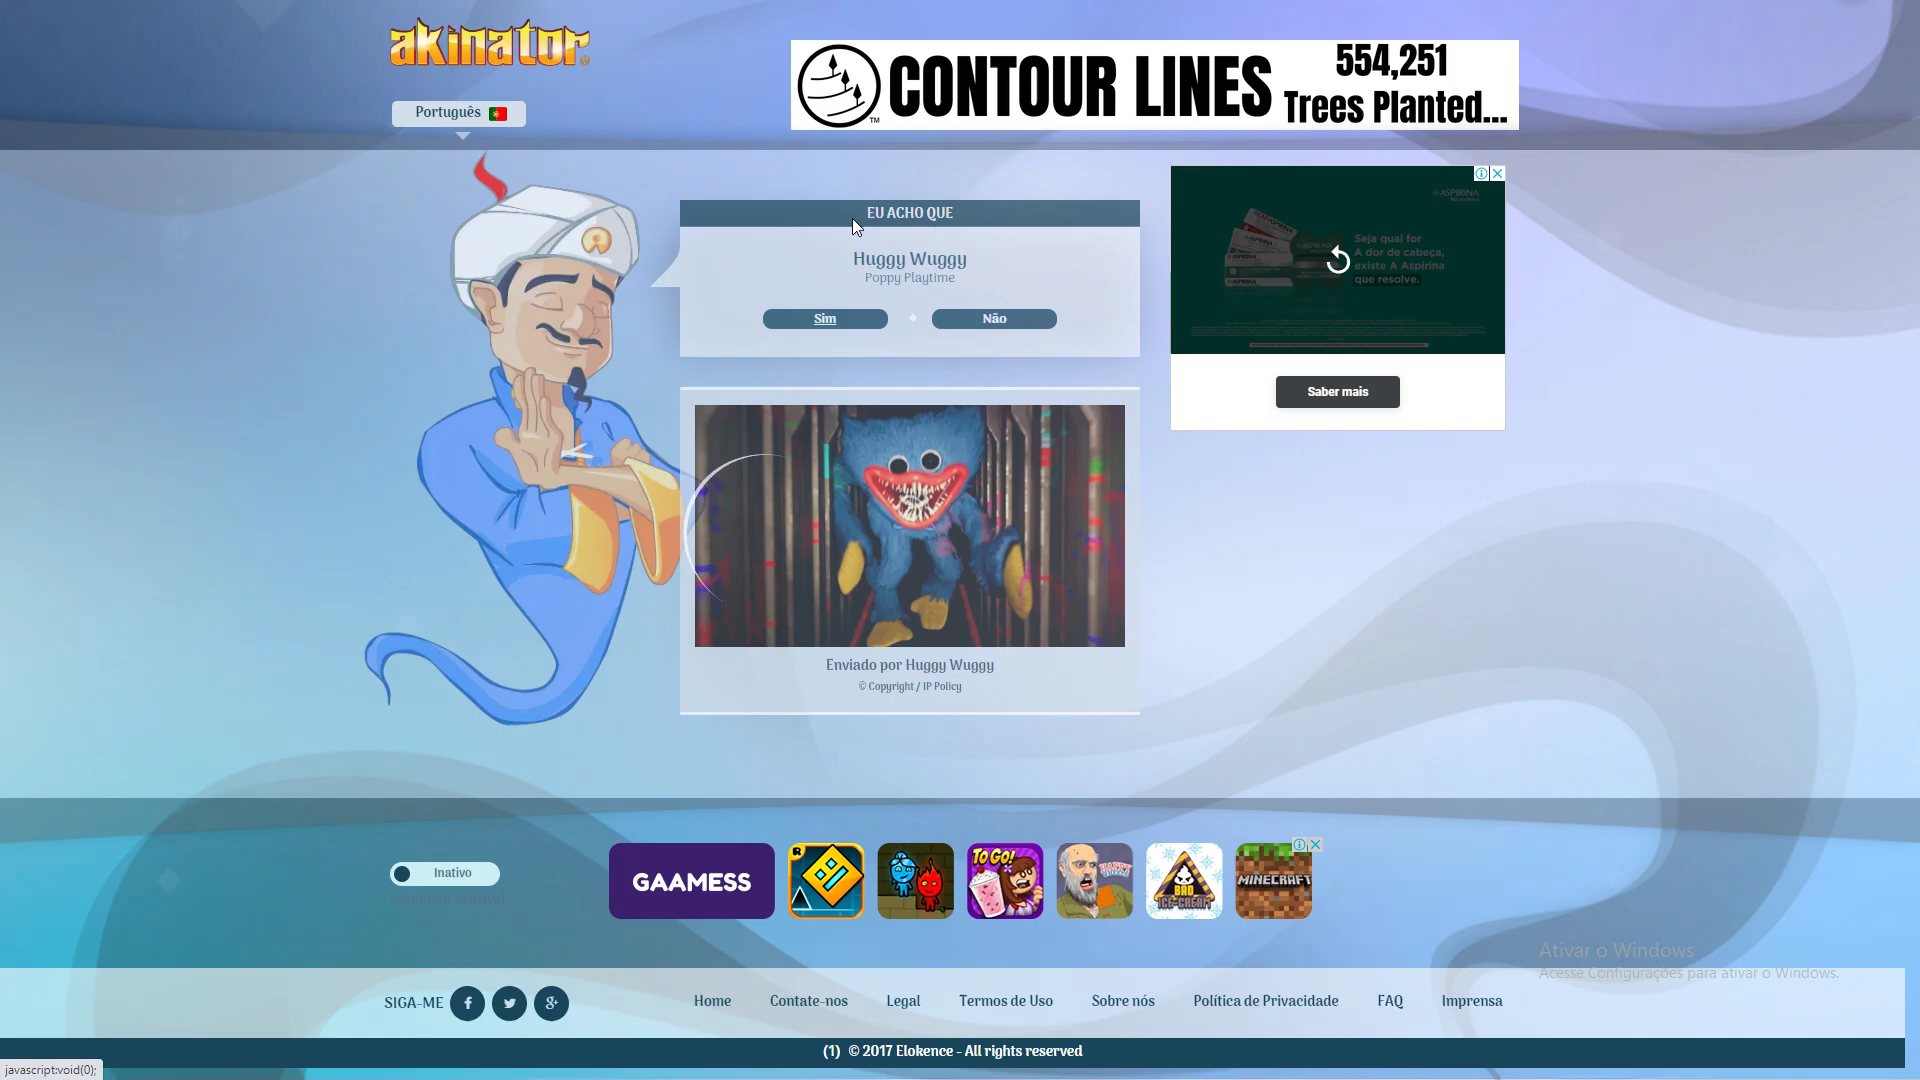 akinator
Português
CONTOUR LINES
554,251
Trees Planted...
TM
EU ACHO QUE
Huggy Wuggy
Poppy Playtime
Sim
Não
ASPIRINA
Seja qual for
A dor de cabeça,
existe A Aspirina
que resolve.
Saber mais
Enviado por Huggy Wuggy
© Copyright / IP Policy
Inativo
Conteúdo sensível
GAAMESS
R
TO GO!
BAD
ICE-CREAM
MINECRAFT
Ativar o Windows
Acesse Configurações para ativar o Windows.
SIGA-ME
Home
Contate-nos
Legal
Termos de Uso
Sobre nós
Política de Privacidade
FAQ
Imprensa
(1) © 2017 Elokence - All rights reserved
javascript:void(0);